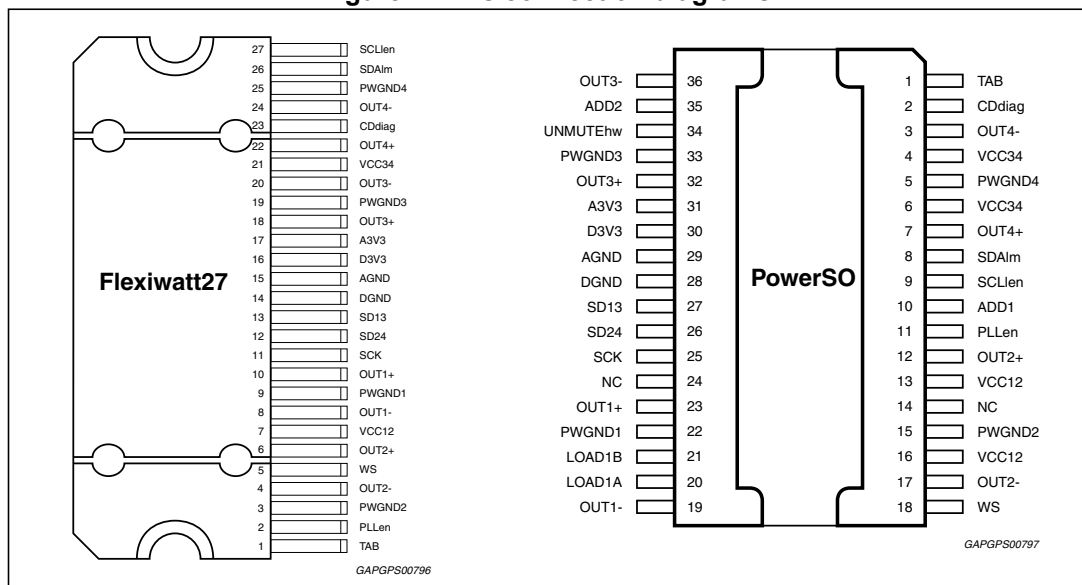 27 SCLlen
26 SDAlm
25 PWGND4
24 OUT4-
23 CDdiag
22 OUT4+
21 VCC34
20 OUT3-
19 PWGND3
18 OUT3+
17 A3V3
16 D3V3
15 AGND
14 DGND
13 SD13
12 SD24
11 SCK
10 OUT1+
9 PWGND1
8 OUT1-
7 VCC12
6 OUT2+
5 WS
4 OUT2-
3 PWGND2
2 PLLen
1 TAB
Flexiwatt27
GAPGPS00796
OUT3- 36 1 TAB
ADD2 35 2 CDdiag
UNMUTEhw 34 3 OUT4-
PWGND3 33 4 VCC34
OUT3+ 32 5 PWGND4
A3V3 31 6 VCC34
D3V3 30 7 OUT4+
AGND 29 8 SDAlm
DGND 28 PowerSO 9 SCLlen
SD13 27 10 ADD1
SD24 26 11 PLLen
SCK 25 12 OUT2+
NC 24 13 VCC12
OUT1+ 23 14 NC
PWGND1 22 15 PWGND2
LOAD1B 21 16 VCC12
LOAD1A 20 17 OUT2-
OUT1- 19 18 WS
GAPGPS00797